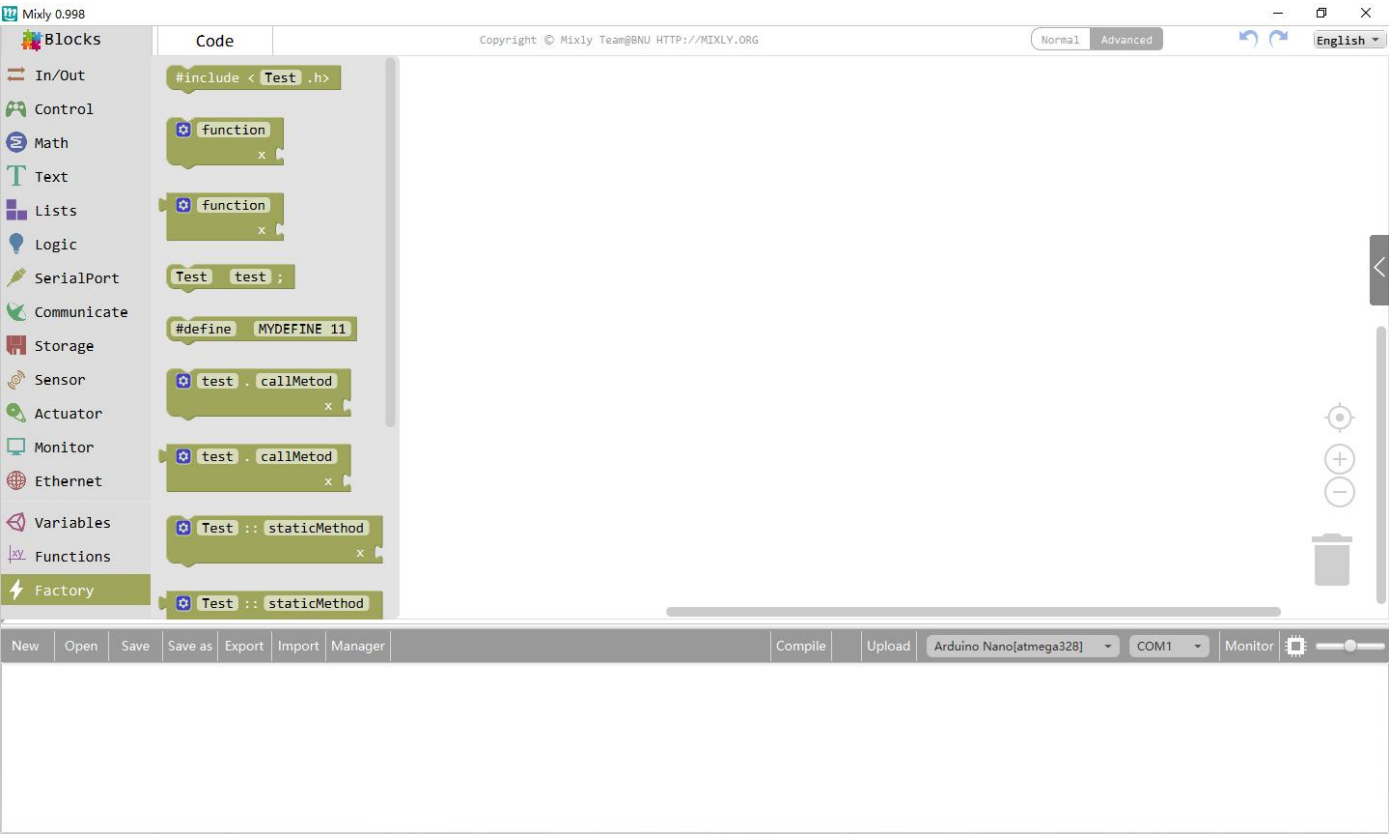 Mixly 0.998
Blocks
Code
Copyright © Mixly Team@BNU HTTP://MIXLY.ORG
Normal Advanced
English
In/Out
Control
Math
Text
Lists
Logic
SerialPort
Communicate
Storage
Sensor
Actuator
Monitor
Ethernet
Variables
xy Functions
Factory
#include < Test .h>
function
x
function
x
Test test ;
#define MYDEFINE 11
test . callMetod
x
test . callMetod
x
Test :: staticMethod
x
Test :: staticMethod
New Open Save Save as Export Import Manager Compile Upload Arduino Nano[atmega328] COM1 Monitor